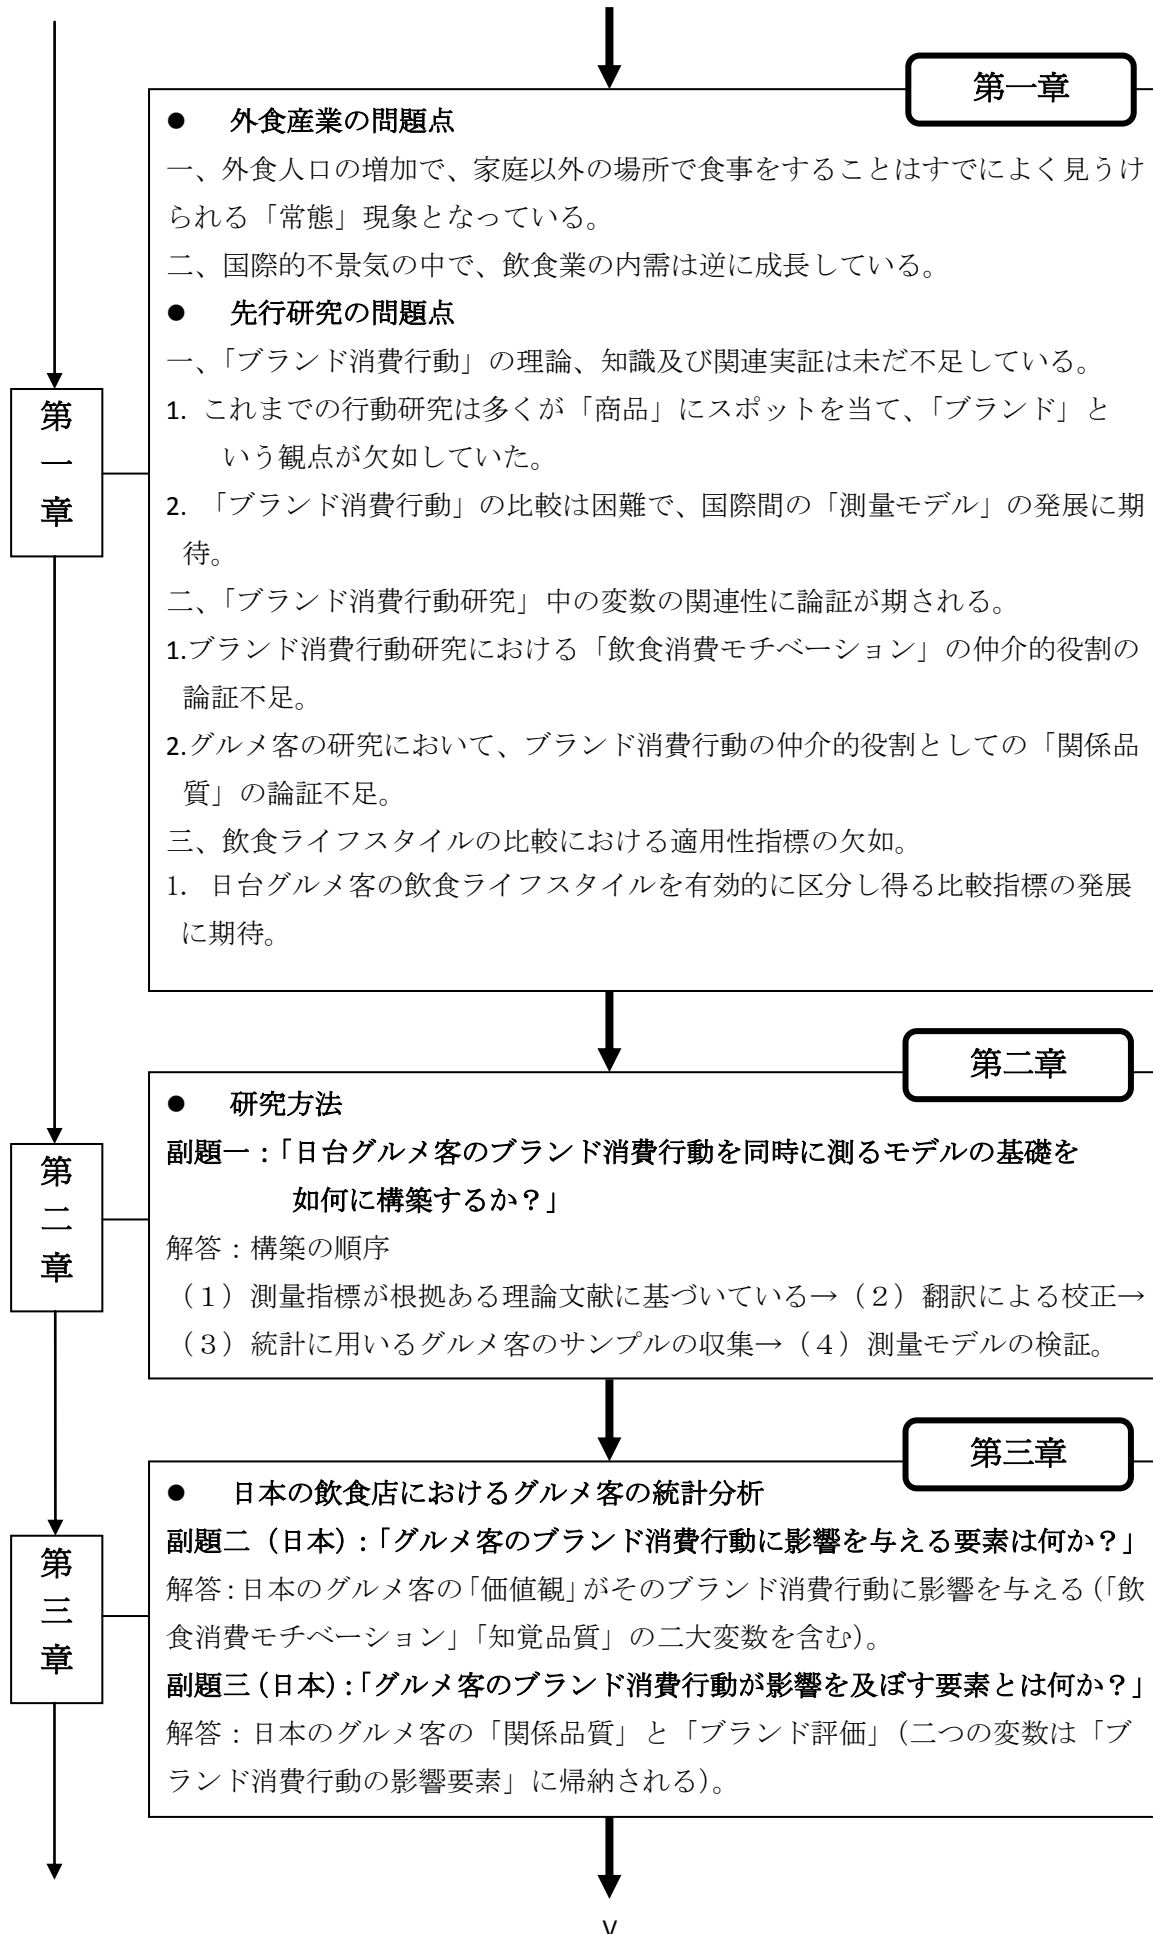 第一章
● 外食産業の問題点
一、外食人口の増加で、家庭以外の場所で食事をすることはすでによく見うけ
られる「常態」現象となっている。
二、国際的不景気の中で、飲食業の内需は逆に成長している。
● 先行研究の問題点
一、「ブランド消費行動」の理論、知識及び関連実証は未だ不足している。
1. これまでの行動研究は多くが「商品」にスポットを当て、「ブランド」と
いう観点が欠如していた。
2. 「ブランド消費行動」の比較は困難で、国際間の「測量モデル」の発展に期
待。
二、「ブランド消費行動研究」中の変数の関連性に論証が期される。
1.ブランド消費行動研究における「飲食消費モチベーション」の仲介的役割の
論証不足。
2.グルメ客の研究において、ブランド消費行動の仲介的役割としての「関係品
質」の論証不足。
三、飲食ライフスタイルの比較における適用性指標の欠如。
1. 日台グルメ客の飲食ライフスタイルを有効的に区分し得る比較指標の発展
に期待。
第一章
第二章
● 研究方法
副題一：「日台グルメ客のブランド消費行動を同時に測るモデルの基礎を
如何に構築するか？」
解答：構築の順序
（１）測量指標が根拠ある理論文献に基づいている→（２）翻訳による校正→
（３）統計に用いるグルメ客のサンプルの収集→（４）測量モデルの検証。
第二章
第三章
● 日本の飲食店におけるグルメ客の統計分析
副題二（日本）：「グルメ客のブランド消費行動に影響を与える要素は何か？」
解答：日本のグルメ客の「価値観」がそのブランド消費行動に影響を与える（「飲
食消費モチベーション」「知覚品質」の二大変数を含む）。
副題三（日本）：「グルメ客のブランド消費行動が影響を及ぼす要素とは何か？」
解答：日本のグルメ客の「関係品質」と「ブランド評価」（二つの変数は「ブ
ランド消費行動の影響要素」に帰納される）。
第三章
V